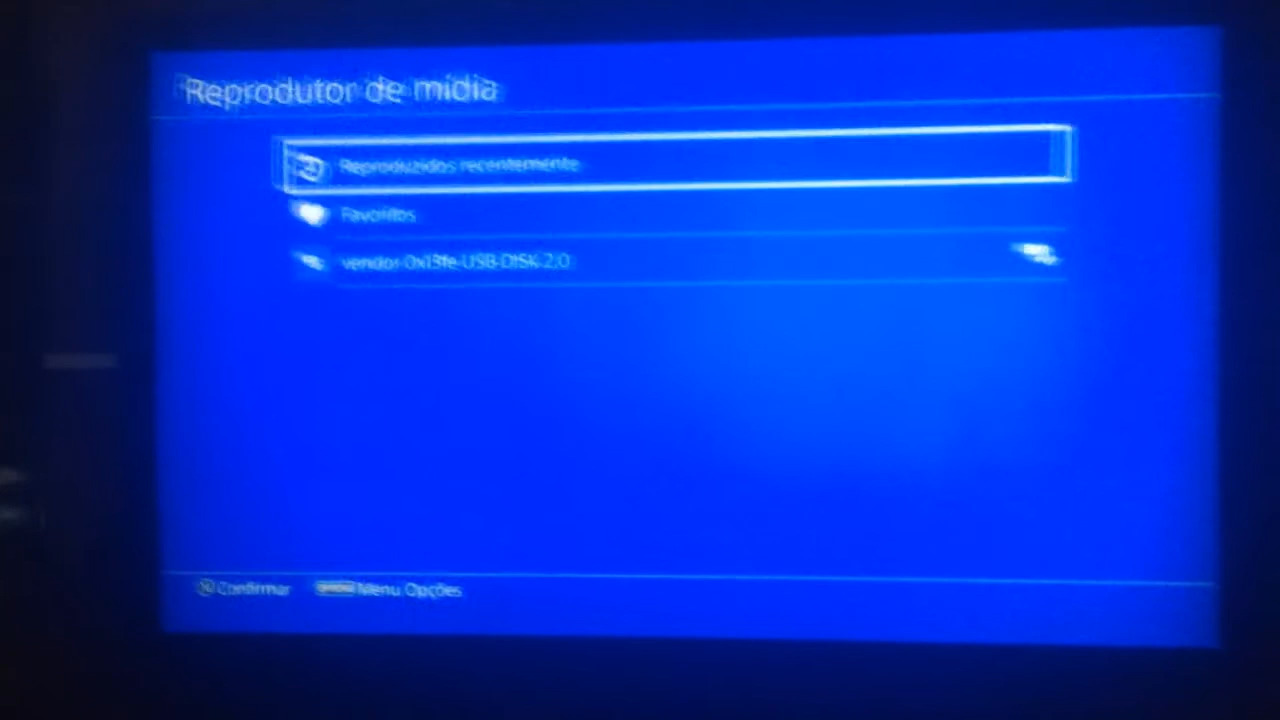 Reprodutor de mídia
Reproduzidos recentemente
Favoritos
vendor 0x13fe USB DISK 2.0
Confirmar Menu Opções